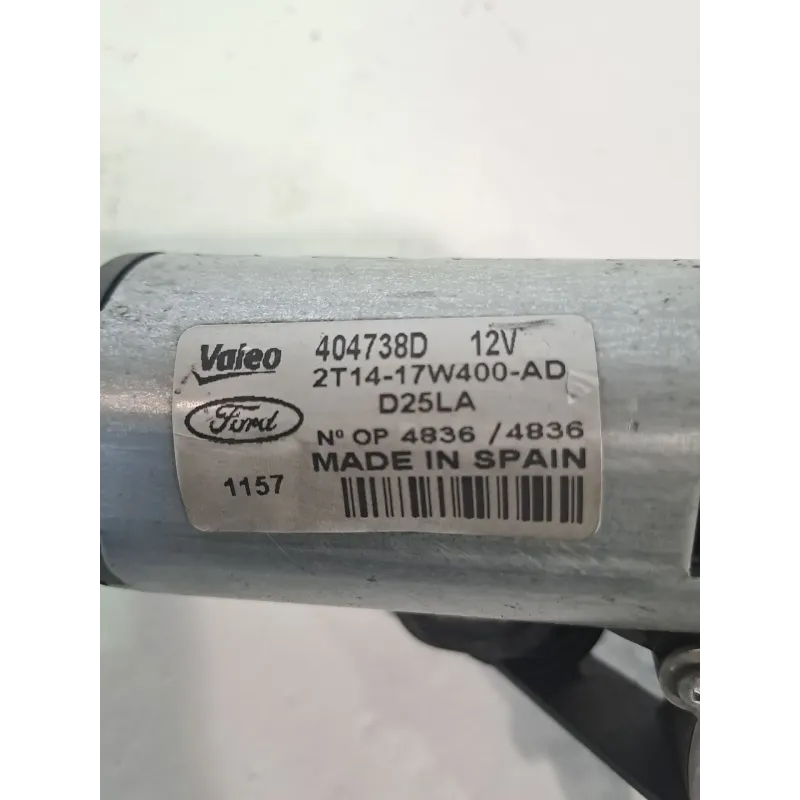 Valeo 404738D 12V
2T14-17W400-AD
Ford D25LA
Nº OP 4836 /4836
MADE IN SPAIN
1157